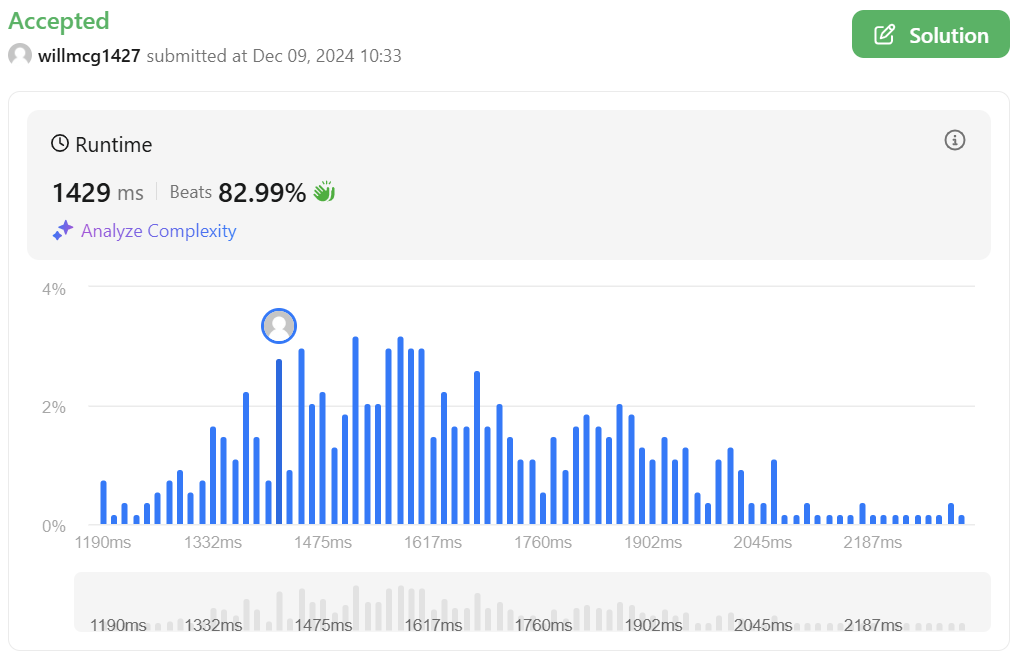 Accepted
willmcg1427 submitted at Dec 09, 2024 10:33
Solution
Runtime
1429 ms Beats 82.99%
Analyze Complexity
4%
2%
0%
1190ms 1332ms 1475ms 1617ms 1760ms 1902ms 2045ms 2187ms
1190ms 1332ms 1475ms 1617ms 1760ms 1902ms 2045ms 2187ms